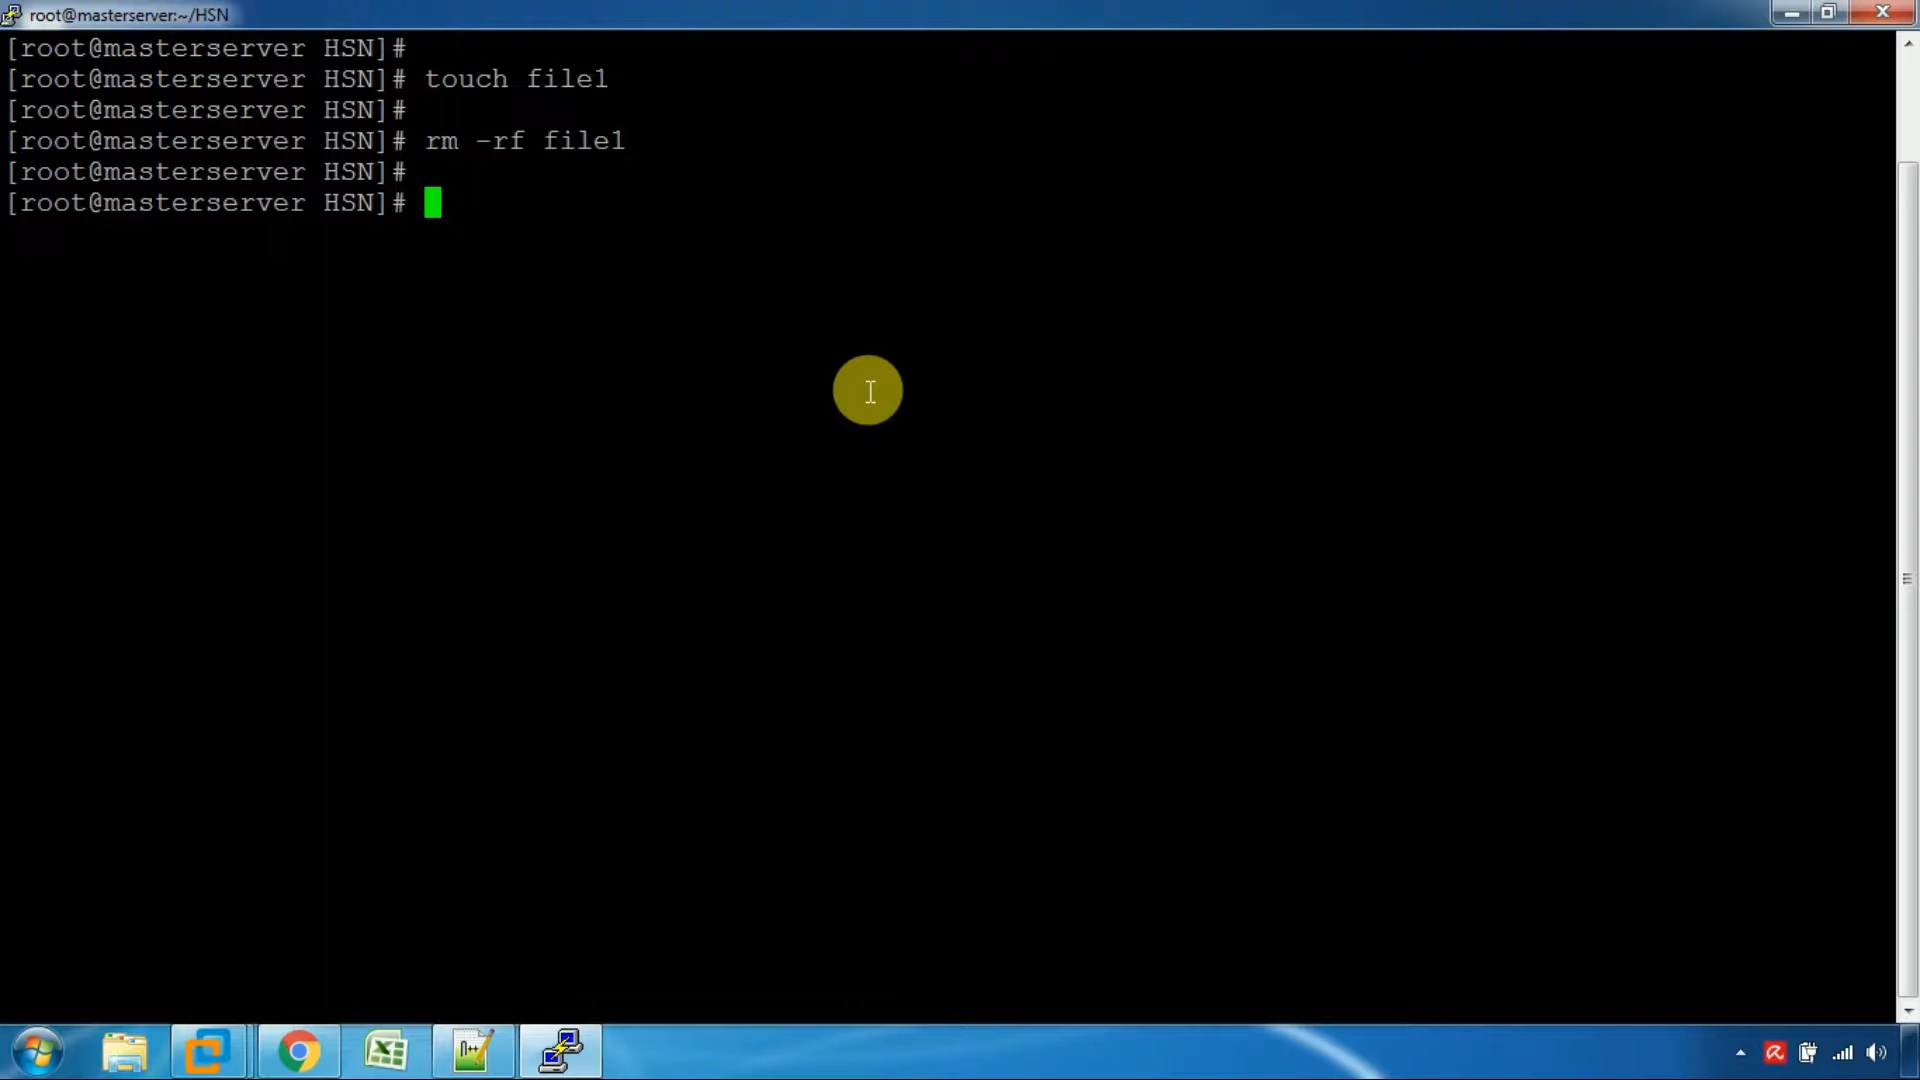 root@masterserver:~/HSN
[root@masterserver HSN]#
[root@masterserver HSN]# touch file1
[root@masterserver HSN]#
[root@masterserver HSN]# rm -rf file1
[root@masterserver HSN]#
[root@masterserver HSN]#